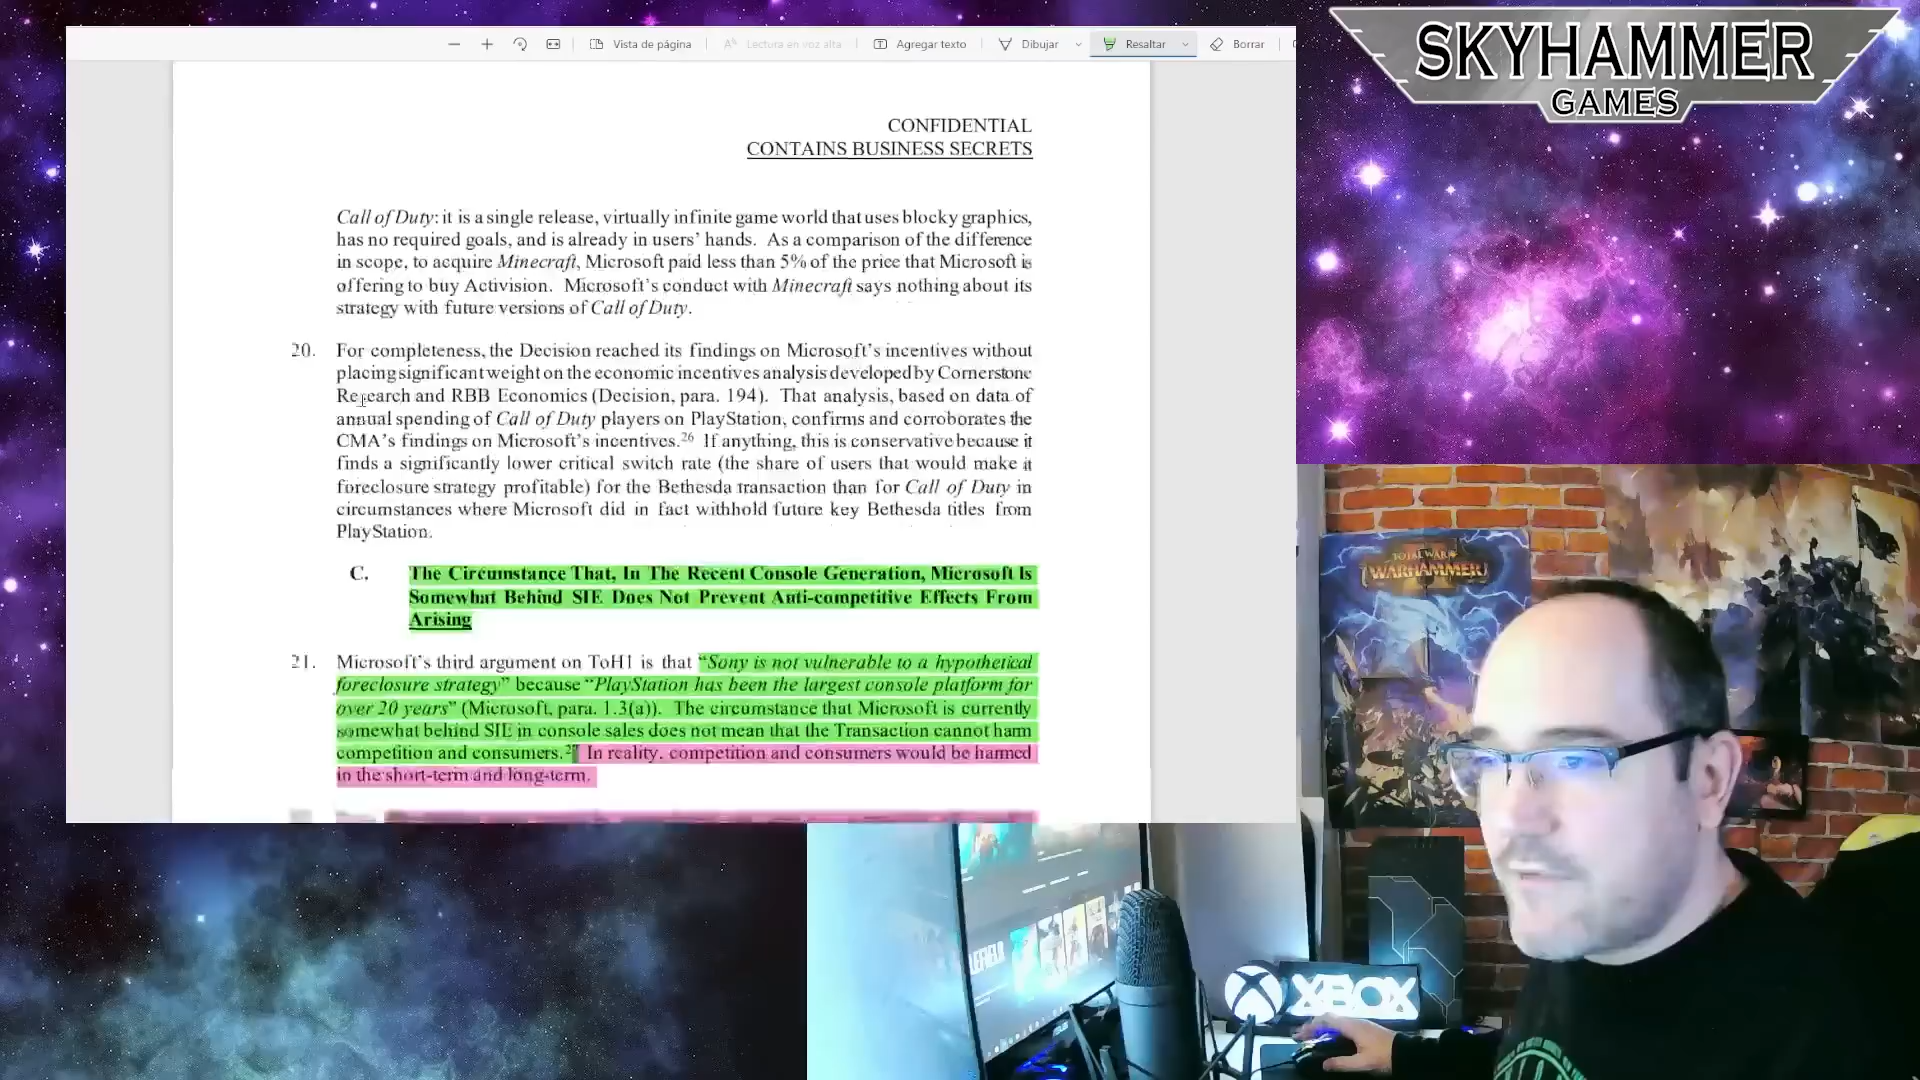 Vista de página
Lectura en voz alta
Agregar texto
Dibujar
Resaltar
Borrar
SKYHAMMER
GAMES
CONFIDENTIAL
CONTAINS BUSINESS SECRETS
Call of Duty: it is a single release, virtually infinite game world that uses blocky graphics,
has no required goals, and is already in users' hands. As a comparison of the difference
in scope, to acquire Minecraft, Microsoft paid less than 5% of the price that Microsoft is
offering to buy Activision. Microsoft's conduct with Minecraft says nothing about its
strategy with future versions of Call of Duty.
20. For completeness, the Decision reached its findings on Microsoft's incentives without
placing significant weight on the economic incentives analysis developed by Cornerstone
Research and RBB Economics (Decision, para. 194). That analysis, based on data of
annual spending of Call of Duty players on PlayStation, confirms and corroborates the
CMA's findings on Microsoft's incentives.26 If anything, this is conservative because it
finds a significantly lower critical switch rate (the share of users that would make it
foreclosure strategy profitable) for the Bethesda transaction than for Call of Duty in
circumstances where Microsoft did in fact withhold future key Bethesda titles from
PlayStation.
C. The Circumstance That, In The Recent Console Generation, Microsoft Is
Somewhat Behind SIE Does Not Prevent Anti-competitive Effects From
Arising
21. Microsoft's third argument on ToH1 is that "Sony is not vulnerable to a hypothetical
foreclosure strategy" because "PlayStation has been the largest console platform for
over 20 years" (Microsoft, para. 1.3(a)). The circumstance that Microsoft is currently
somewhat behind SIE in console sales does not mean that the Transaction cannot harm
competition and consumers.27 In reality, competition and consumers would be harmed
in the short-term and long-term.
TOTAL WAR
WARHAMMER
XBOX